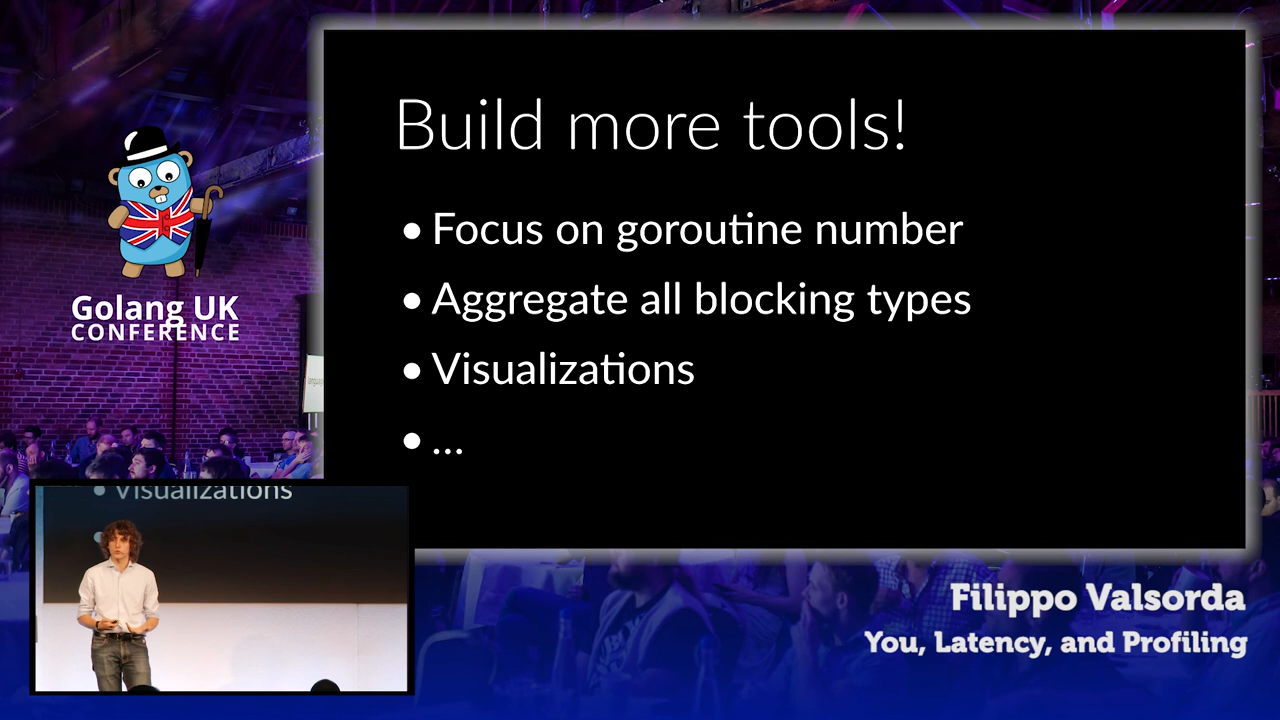 Build more tools!
• Focus on goroutine number
• Aggregate all blocking types
• Visualizations
• ...
Golang UK
CONFERENCE
• Visualizations
Filippo Valsorda
You, Latency, and Profiling